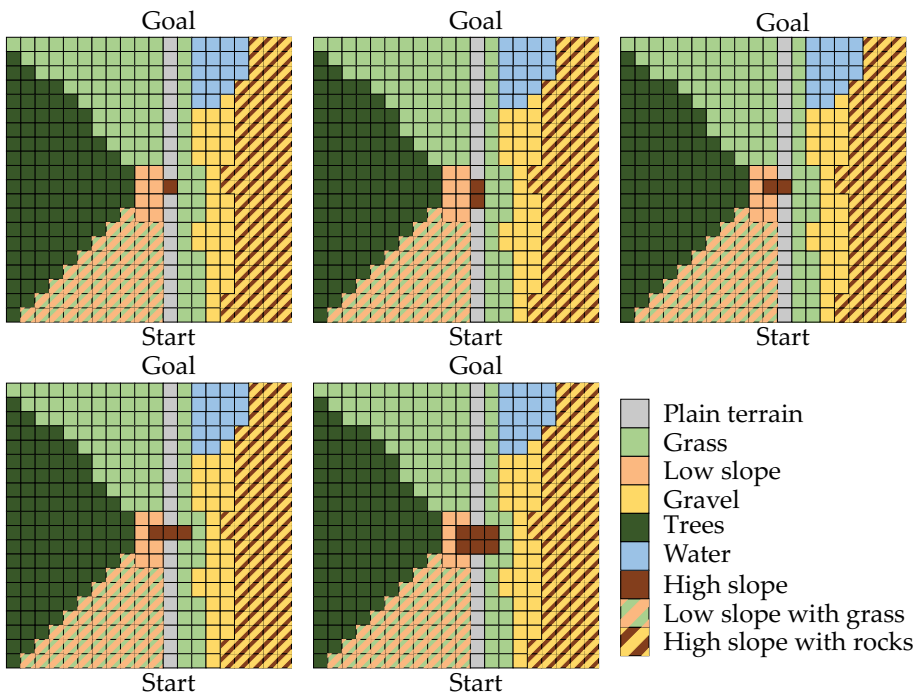 Goal
Goal
Goal
Start
Start
Start
Goal
Goal
Start
Start
Plain terrain
Grass
Low slope
Gravel
Trees
Water
High slope
Low slope with grass
High slope with rocks